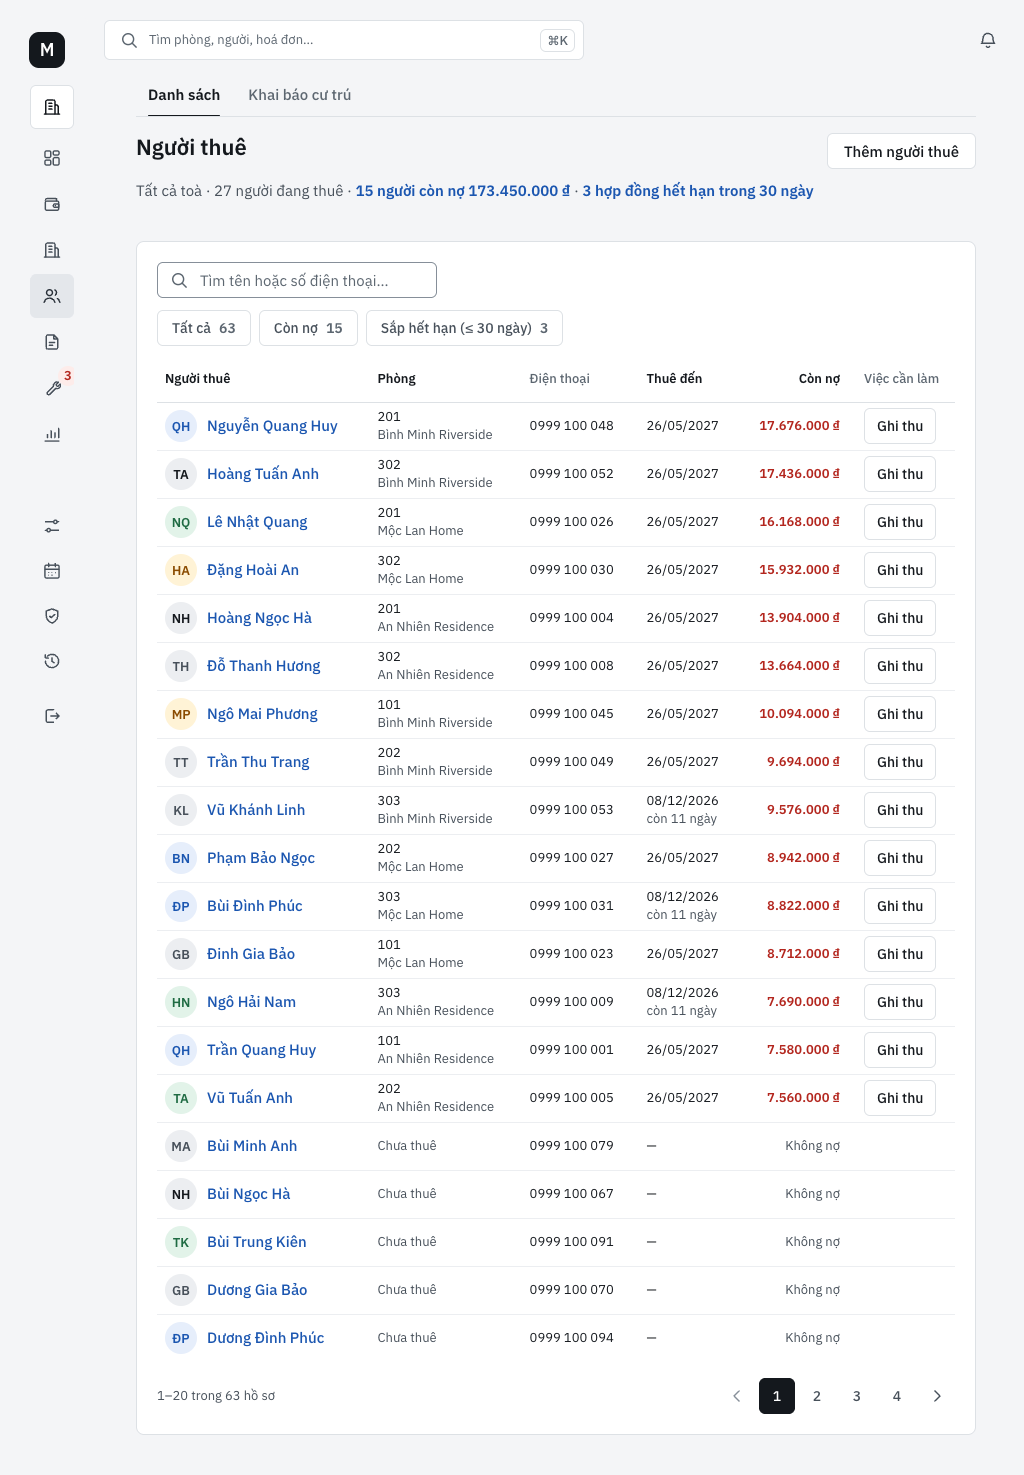 M
Tìm phòng, người, hoá đơn...
⌘K
Danh sách Khai báo cư trú
Người thuê
Thêm người thuê
Tất cả toà · 27 người đang thuê · 15 người còn nợ 173.450.000 ₫ · 3 hợp đồng hết hạn trong 30 ngày
Tìm tên hoặc số điện thoại...
Tất cả 63 Còn nợ 15 Sắp hết hạn (≤ 30 ngày) 3
3
Người thuê Phòng Điện thoại Thuê đến Còn nợ Việc cần làm
QH Nguyễn Quang Huy 201 Bình Minh Riverside 0999 100 048 26/05/2027 17.676.000 ₫ Ghi thu
TA Hoàng Tuấn Anh 302 Bình Minh Riverside 0999 100 052 26/05/2027 17.436.000 ₫ Ghi thu
NQ Lê Nhật Quang 201 Mộc Lan Home 0999 100 026 26/05/2027 16.168.000 ₫ Ghi thu
HA Đặng Hoài An 302 Mộc Lan Home 0999 100 030 26/05/2027 15.932.000 ₫ Ghi thu
NH Hoàng Ngọc Hà 201 An Nhiên Residence 0999 100 004 26/05/2027 13.904.000 ₫ Ghi thu
TH Đỗ Thanh Hương 302 An Nhiên Residence 0999 100 008 26/05/2027 13.664.000 ₫ Ghi thu
MP Ngô Mai Phương 101 Bình Minh Riverside 0999 100 045 26/05/2027 10.094.000 ₫ Ghi thu
TT Trần Thu Trang 202 Bình Minh Riverside 0999 100 049 26/05/2027 9.694.000 ₫ Ghi thu
KL Vũ Khánh Linh 303 Bình Minh Riverside 0999 100 053 08/12/2026 còn 11 ngày 9.576.000 ₫ Ghi thu
BN Phạm Bảo Ngọc 202 Mộc Lan Home 0999 100 027 26/05/2027 8.942.000 ₫ Ghi thu
ĐP Bùi Đình Phúc 303 Mộc Lan Home 0999 100 031 08/12/2026 còn 11 ngày 8.822.000 ₫ Ghi thu
GB Đinh Gia Bảo 101 Mộc Lan Home 0999 100 023 26/05/2027 8.712.000 ₫ Ghi thu
HN Ngô Hải Nam 303 An Nhiên Residence 0999 100 009 08/12/2026 còn 11 ngày 7.690.000 ₫ Ghi thu
QH Trần Quang Huy 101 An Nhiên Residence 0999 100 001 26/05/2027 7.580.000 ₫ Ghi thu
TA Vũ Tuấn Anh 202 An Nhiên Residence 0999 100 005 26/05/2027 7.560.000 ₫ Ghi thu
MA Bùi Minh Anh Chưa thuê 0999 100 079 — Không nợ
NH Bùi Ngọc Hà Chưa thuê 0999 100 067 — Không nợ
TK Bùi Trung Kiên Chưa thuê 0999 100 091 — Không nợ
GB Dương Gia Bảo Chưa thuê 0999 100 070 — Không nợ
ĐP Dương Đình Phúc Chưa thuê 0999 100 094 — Không nợ
1–20 trong 63 hồ sơ 1 2 3 4